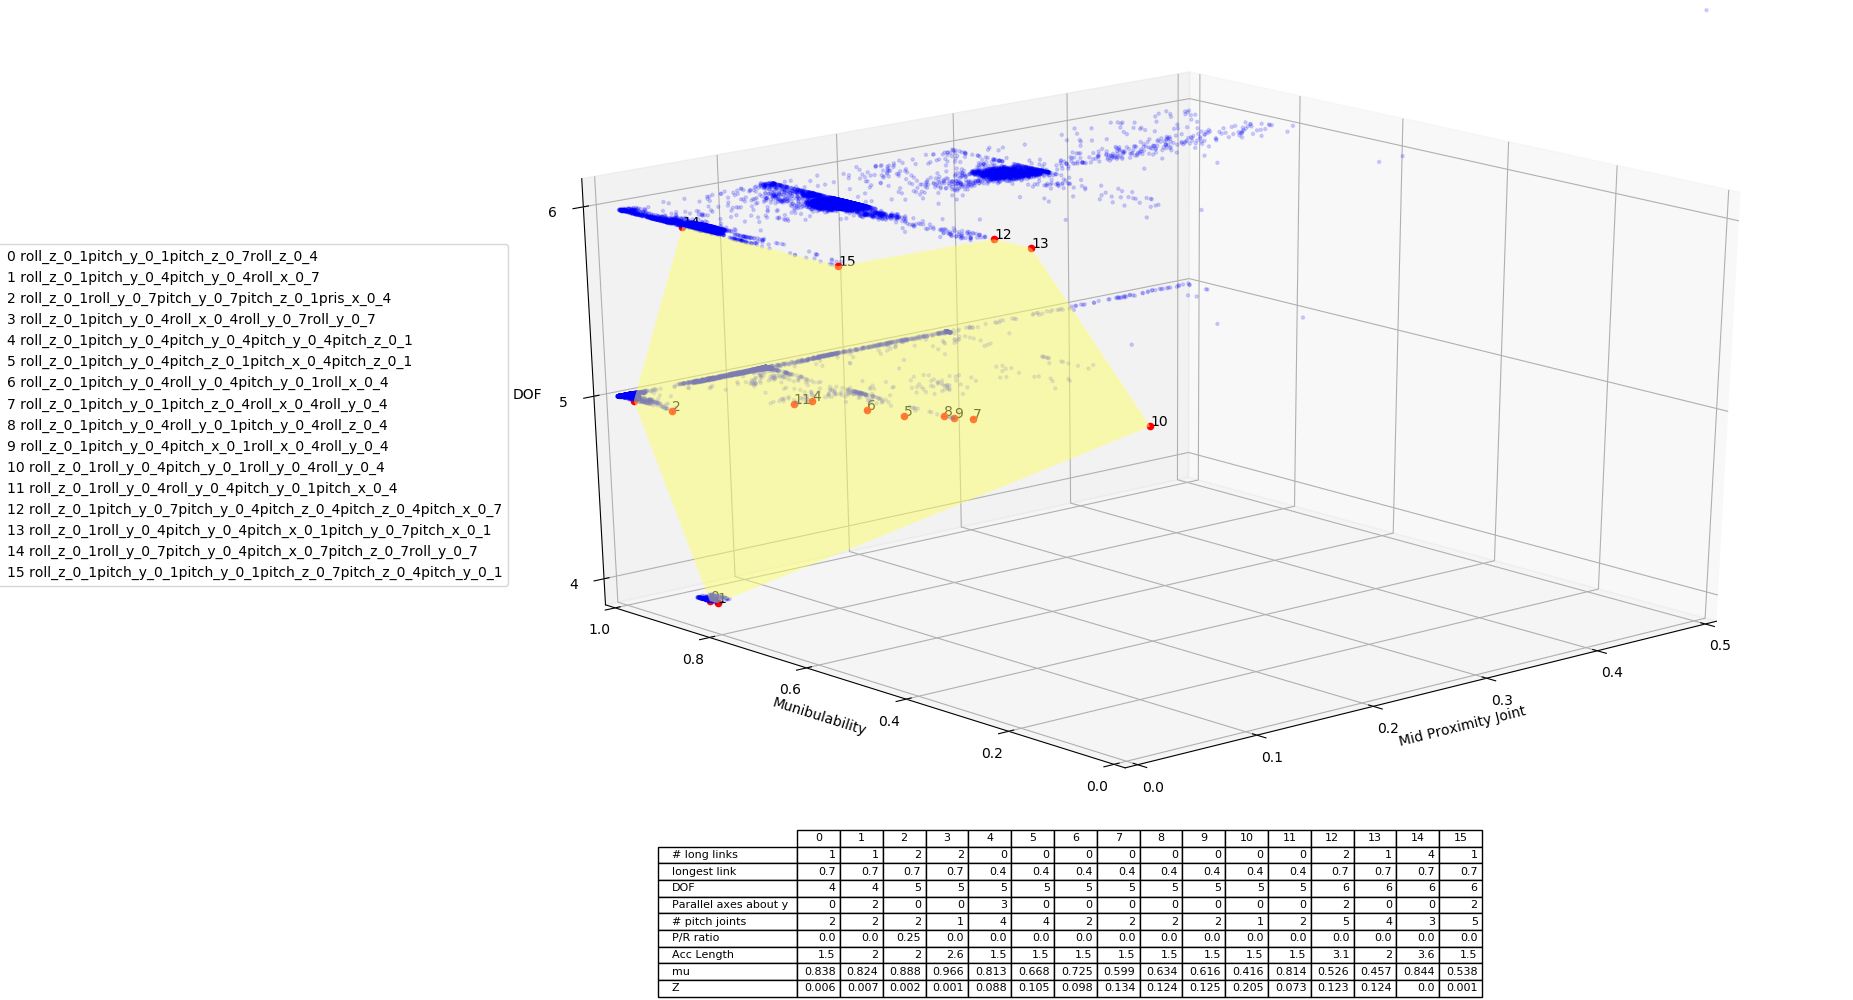 0 roll_z_0_1pitch_y_0_1pitch_z_0_7roll_z_0_4
1 roll_z_0_1pitch_y_0_4pitch_y_0_4roll_x_0_7
2 roll_z_0_1roll_y_0_7pitch_y_0_7pitch_z_0_1pris_x_0_4
3 roll_z_0_1pitch_y_0_4roll_x_0_4roll_y_0_7roll_y_0_7
4 roll_z_0_1pitch_y_0_4pitch_y_0_4pitch_y_0_4pitch_z_0_1
5 roll_z_0_1pitch_y_0_4pitch_z_0_1pitch_x_0_4pitch_z_0_1
6 roll_z_0_1pitch_y_0_4roll_y_0_4pitch_y_0_1roll_x_0_4
7 roll_z_0_1pitch_y_0_1pitch_z_0_4roll_x_0_4roll_y_0_4
8 roll_z_0_1pitch_y_0_4roll_y_0_1pitch_y_0_4roll_z_0_4
9 roll_z_0_1pitch_y_0_4pitch_x_0_1roll_x_0_4roll_y_0_4
10 roll_z_0_1roll_y_0_4pitch_y_0_1roll_y_0_4roll_y_0_4
11 roll_z_0_1roll_y_0_4roll_y_0_4pitch_y_0_1pitch_x_0_4
12 roll_z_0_1pitch_y_0_7pitch_y_0_4pitch_z_0_4pitch_z_0_4pitch_x_0_7
13 roll_z_0_1roll_y_0_4pitch_y_0_4pitch_x_0_1pitch_y_0_7pitch_x_0_1
14 roll_z_0_1roll_y_0_7pitch_y_0_4pitch_x_0_7pitch_z_0_7roll_y_0_7
15 roll_z_0_1pitch_y_0_1pitch_y_0_1pitch_z_0_7pitch_z_0_4pitch_y_0_1
DOF
6
5
4
14
12
13
15
2
11
4
6
5
8
9
7
10
1
1.0
0.8
0.6
0.4
0.2
0.0
Munibulability
0.0
0.1
0.2
0.3
0.4
0.5
Mid Proximity Joint
0 1 2 3 4 5 6 7 8 9 10 11 12 13 14 15
# long links 1 1 2 2 0 0 0 0 0 0 0 0 2 1 4 1
longest link 0.7 0.7 0.7 0.7 0.4 0.4 0.4 0.4 0.4 0.4 0.4 0.4 0.7 0.7 0.7 0.7
DOF 4 4 5 5 5 5 5 5 5 5 5 5 6 6 6 6
Parallel axes about y 0 2 0 0 3 0 0 0 0 0 0 0 2 0 0 2
# pitch joints 2 2 2 1 4 4 2 2 2 2 1 2 5 4 3 5
P/R ratio 0.0 0.0 0.25 0.0 0.0 0.0 0.0 0.0 0.0 0.0 0.0 0.0 0.0 0.0 0.0 0.0
Acc Length 1.5 2 2 2.6 1.5 1.5 1.5 1.5 1.5 1.5 1.5 1.5 3.1 2 3.6 1.5
mu 0.838 0.824 0.888 0.966 0.813 0.668 0.725 0.599 0.634 0.616 0.416 0.814 0.526 0.457 0.844 0.538
Z 0.006 0.007 0.002 0.001 0.088 0.105 0.098 0.134 0.124 0.125 0.205 0.073 0.123 0.124 0.0 0.001